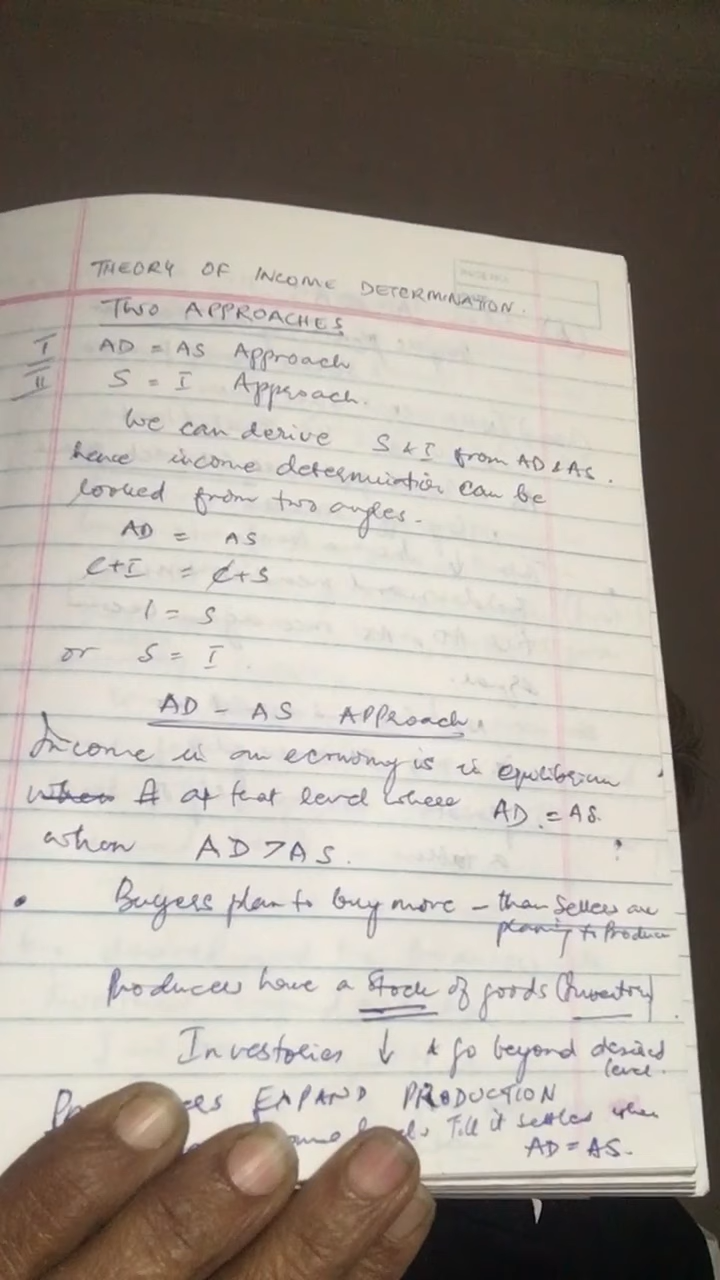 THEORY OF INCOME DETERMINATION.
TWO APPROACHES
I AD = AS Approach
II S = I Approach.
We can derive S & I from AD & AS.
hence income determination can be
looked from two angles.
AD = AS
C+I = C+S
I = S
or S = I.
AD - AS APProach.
Income in an economy is in equilibrium
when at that level where AD = AS.
when AD > AS.
Buyers plan to buy more - than Sellers are
planing to Produce
Producers have a Stock of goods (Inventory)
Inventories ↓ & go beyond desired
level.
EXPAND PRODUCTION
Till it settles when
AD = AS.